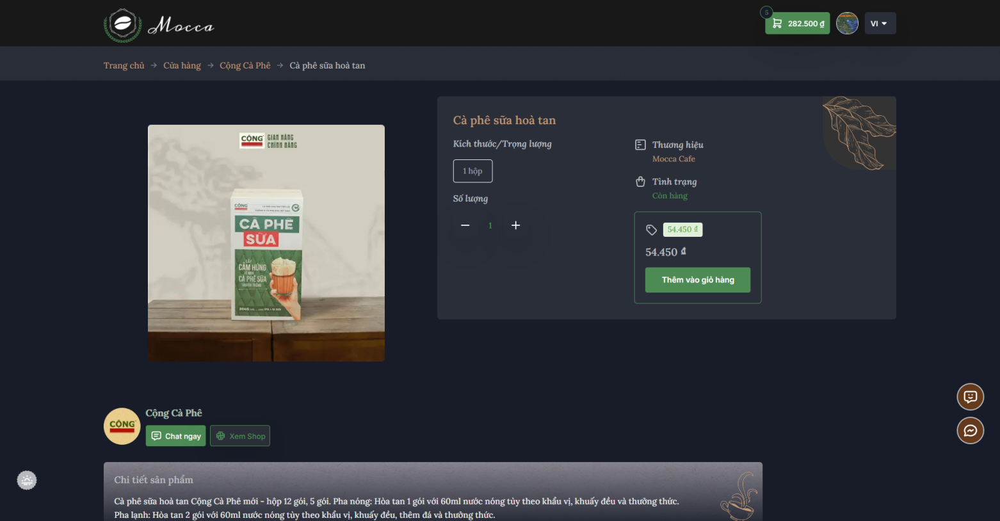 Mocca
5
282.500 ₫
VI
Trang chủ → Cửa hàng → Cộng Cà Phê → Cà phê sữa hoà tan
CỘNG GIAN HÀNG
CHÍNH HÃNG
CỘNG
CÀ PHÊ
SỮA
CẢM HỨNG
CÀ PHÊ SỮA
Cà phê sữa hoà tan
Kích thước/Trọng lượng
1 hộp
Số lượng
1
Thương hiệu
Mocca Cafe
Tình trạng
Còn hàng
54.450 ₫
54.450 ₫
Thêm vào giỏ hàng
CỘNG
Cộng Cà Phê
Chat ngay
Xem Shop
Chi tiết sản phẩm
Cà phê sữa hoà tan Cộng Cà Phê mới - hộp 12 gói, 5 gói. Pha nóng: Hòa tan 1 gói với 60ml nước nóng tùy theo khẩu vị, khuấy đều và thưởng thức.
Pha lạnh: Hòa tan 2 gói với 60ml nước nóng tùy theo khẩu vị, khuấy đều, thêm đá và thưởng thức.